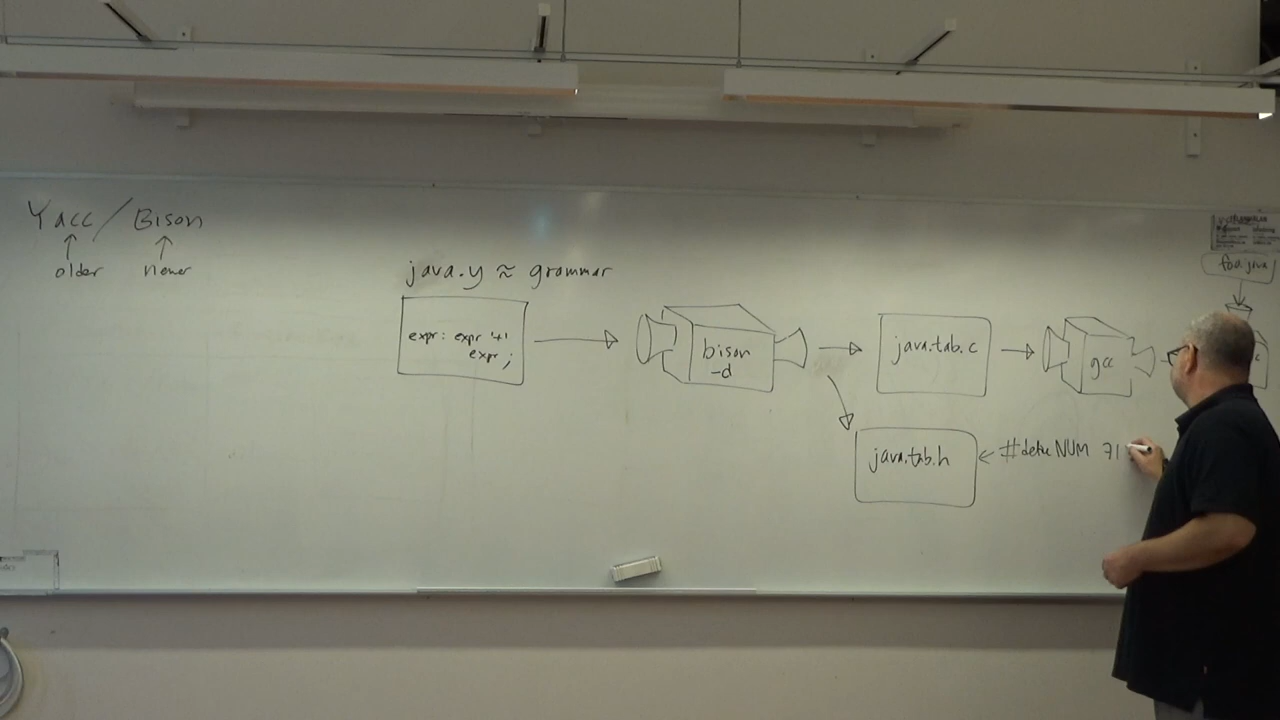 Yacc / Bison
older newer
java.y ≈ grammar
expr: expr '+'
expr;
bison
-d
java.tab.c
gcc
foo.java
java.tab.h
NUM 71